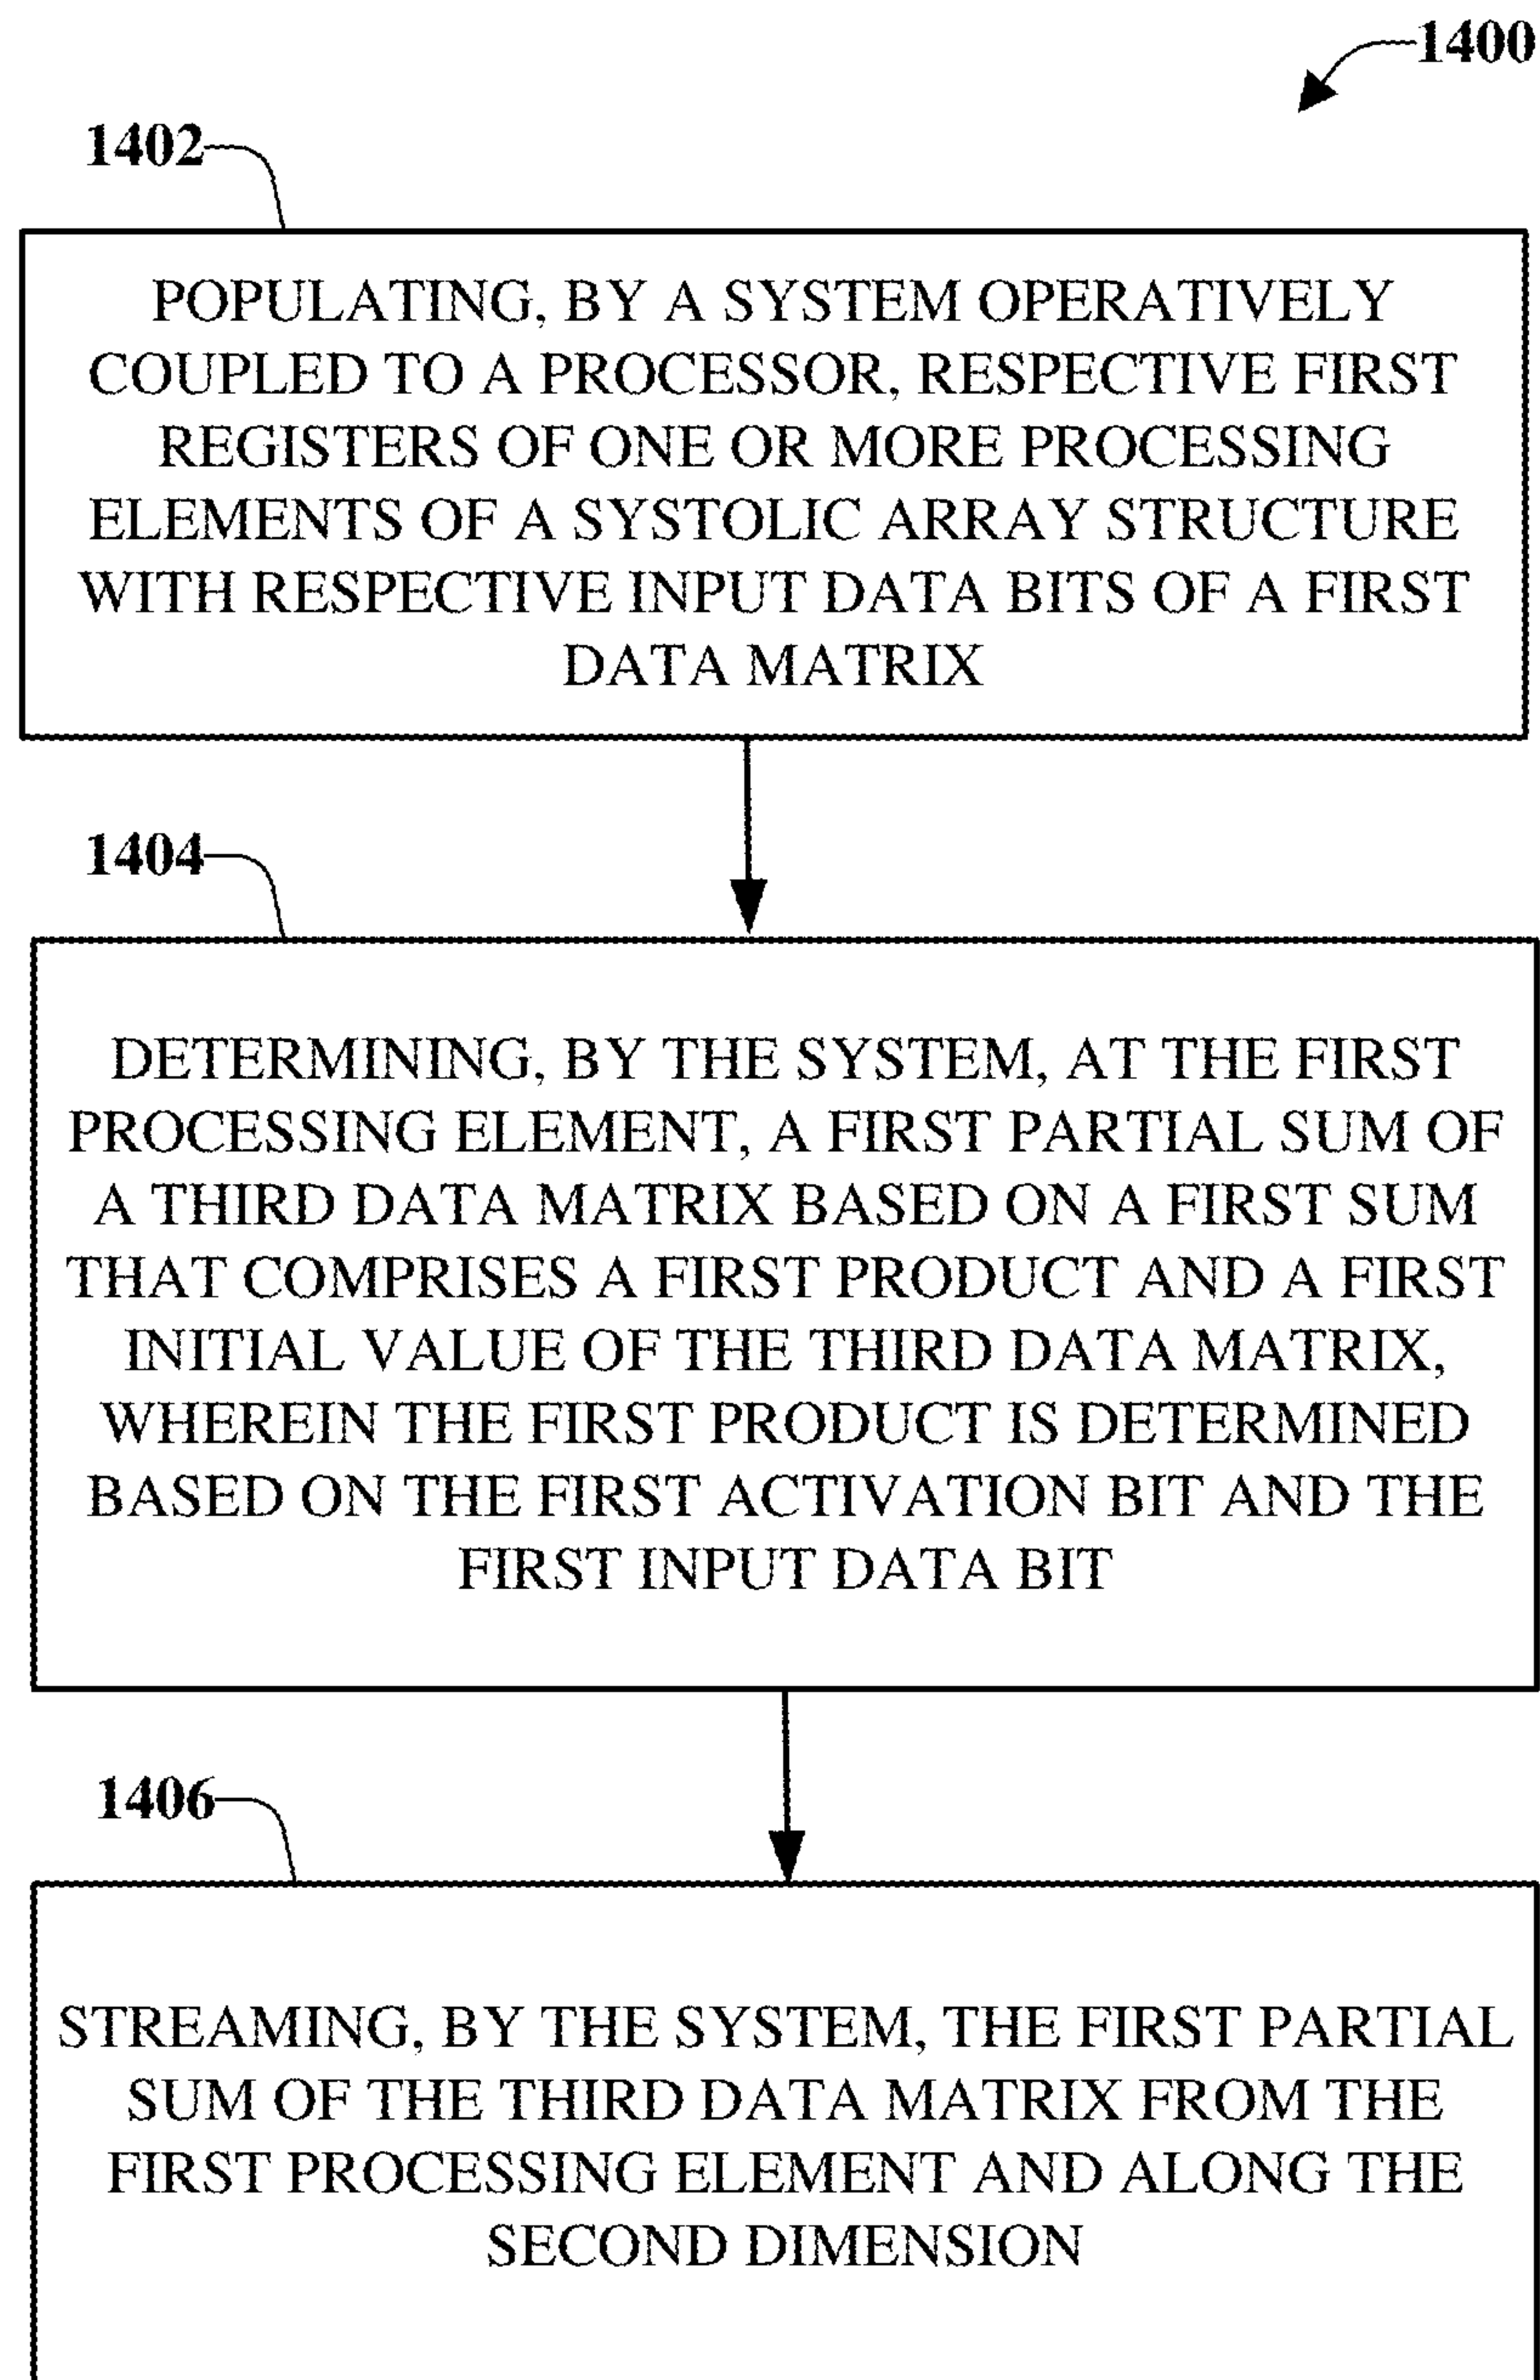 1400
1402
POPULATING, BY A SYSTEM OPERATIVELY
COUPLED TO A PROCESSOR, RESPECTIVE FIRST
REGISTERS OF ONE OR MORE PROCESSING
ELEMENTS OF A SYSTOLIC ARRAY STRUCTURE
WITH RESPECTIVE INPUT DATA BITS OF A FIRST
DATA MATRIX
1404
DETERMINING, BY THE SYSTEM, AT THE FIRST
PROCESSING ELEMENT, A FIRST PARTIAL SUM OF
A THIRD DATA MATRIX BASED ON A FIRST SUM
THAT COMPRISES A FIRST PRODUCT AND A FIRST
INITIAL VALUE OF THE THIRD DATA MATRIX,
WHEREIN THE FIRST PRODUCT IS DETERMINED
BASED ON THE FIRST ACTIVATION BIT AND THE
FIRST INPUT DATA BIT
1406
STREAMING, BY THE SYSTEM, THE FIRST PARTIAL
SUM OF THE THIRD DATA MATRIX FROM THE
FIRST PROCESSING ELEMENT AND ALONG THE
SECOND DIMENSION